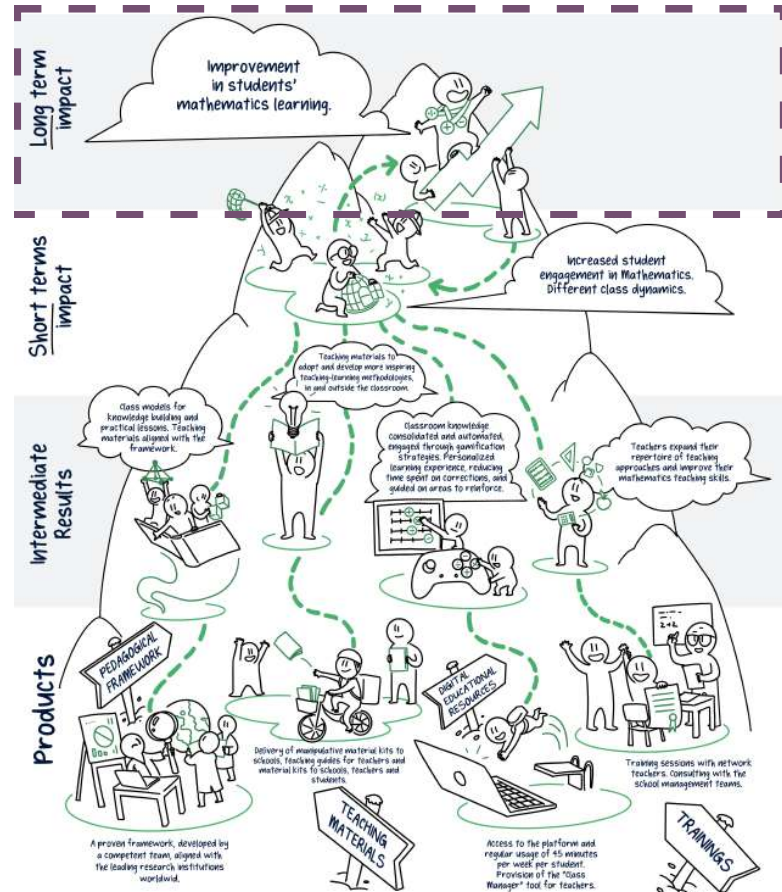 Long term
impact
Improvement
in students'
mathematics learning.
Short terms
impact
Increased student
engagement in Mathematics.
Different class dynamics.
Teaching materials to
adopt and develop more inspiring
teaching-learning methodologies,
in and outside the classroom.
Intermediate
Results
Class models for
knowledge building and
practical lessons. Teaching
materials aligned with the
framework.
Classroom knowledge
consolidated and automated,
engaged through gamification
strategies. Personalized
learning experience, reducing
time spent on corrections, and
guided on areas to reinforce.
Teachers expand their
repertoire of teaching
approaches and improve their
mathematics teaching skills.
Products
PEDAGOGICAL
FRAMEWORK
DIGITAL
EDUCATIONAL
RESOURCES
2+2
Delivery of manipulative material kits to
schools, teaching guides for teachers and
material kits to schools, teachers and
students.
Training sessions with network
teachers. Consulting with the
school management teams.
A proven framework, developed by
a competent team, aligned with
the leading research institutions
worldwid.
TEACHING
MATERIALS
Access to the platform and
regular usage of 45 minutes
per week per student.
Provision of the "Class
Manager" tool for teachers.
TRAININGS